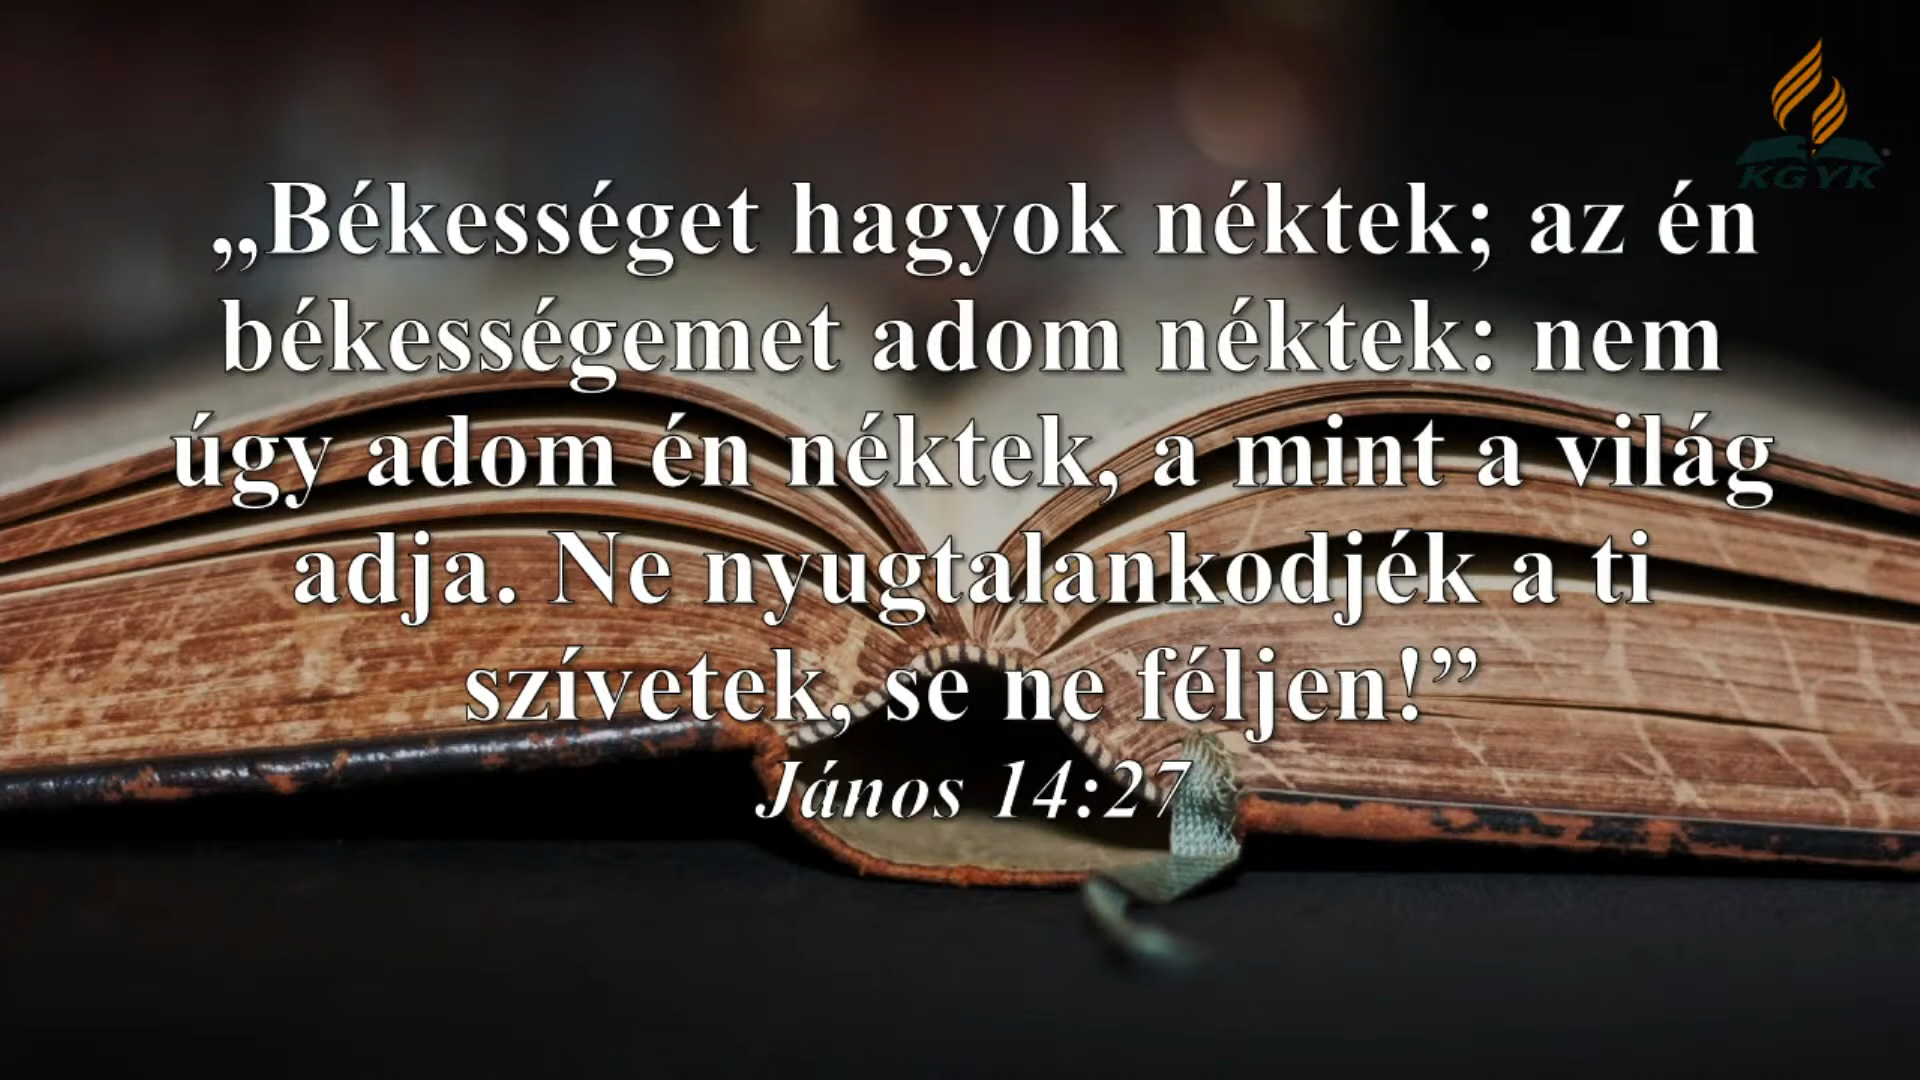 KGYK
„Békességet hagyok néktek; az én
békességemet adom néktek: nem
úgy adom én néktek, a mint a világ
adja. Ne nyugtalankodjék a ti
szívetek, se ne féljen!”
János 14:27